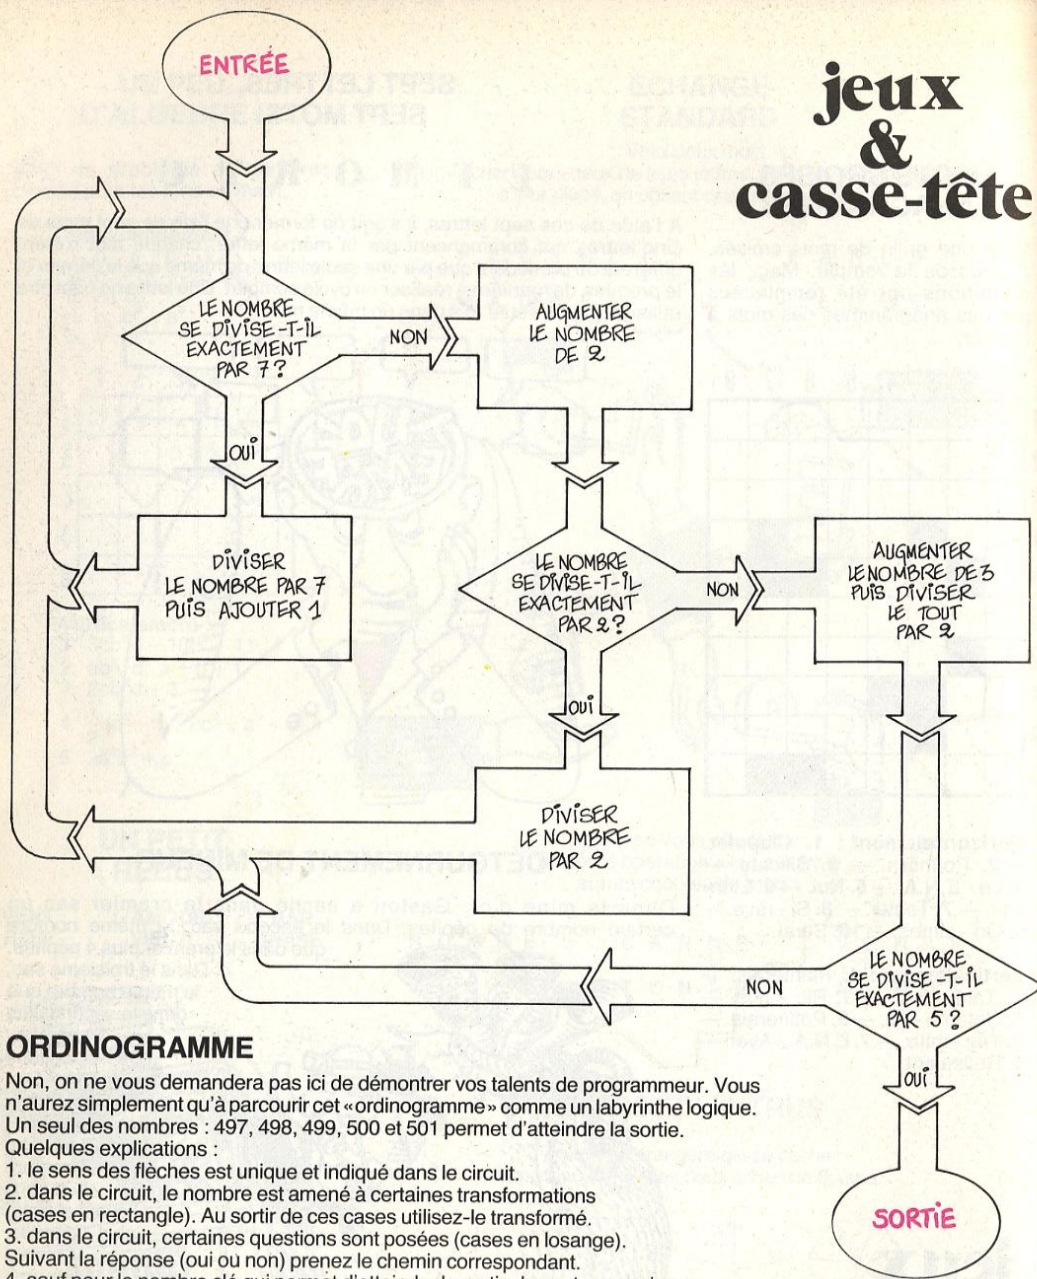 ENTRÉE
jeux
&
casse-tête
LE NOMBRE
SE DIVISE-T-IL
EXACTEMENT
PAR 7?
NON
AUGMENTER
LE NOMBRE
DE 2
OUI
DIVISER
LE NOMBRE PAR 7
PUIS AJOUTER 1
LE NOMBRE
SE DIVISE-T-IL
EXACTEMENT
PAR 2?
NON
AUGMENTER
LE NOMBRE DE 3
PUIS DIVISER
LE TOUT
PAR 2
OUI
DIVISER
LE NOMBRE
PAR 2
LE NOMBRE
SE DIVISE-T-IL
EXACTEMENT
PAR 5?
NON
OUI
SORTIE
ORDINOGRAMME
Non, on ne vous demandera pas ici de démontrer vos talents de programmeur. Vous
n'aurez simplement qu'à parcourir cet «ordinogramme» comme un labyrinthe logique.
Un seul des nombres : 497, 498, 499, 500 et 501 permet d'atteindre la sortie.
Quelques explications :
1. le sens des flèches est unique et indiqué dans le circuit.
2. dans le circuit, le nombre est amené à certaines transformations
(cases en rectangle). Au sortir de ces cases utilisez-le transformé.
3. dans le circuit, certaines questions sont posées (cases en losange).
Suivant la réponse (oui ou non) prenez le chemin correspondant.